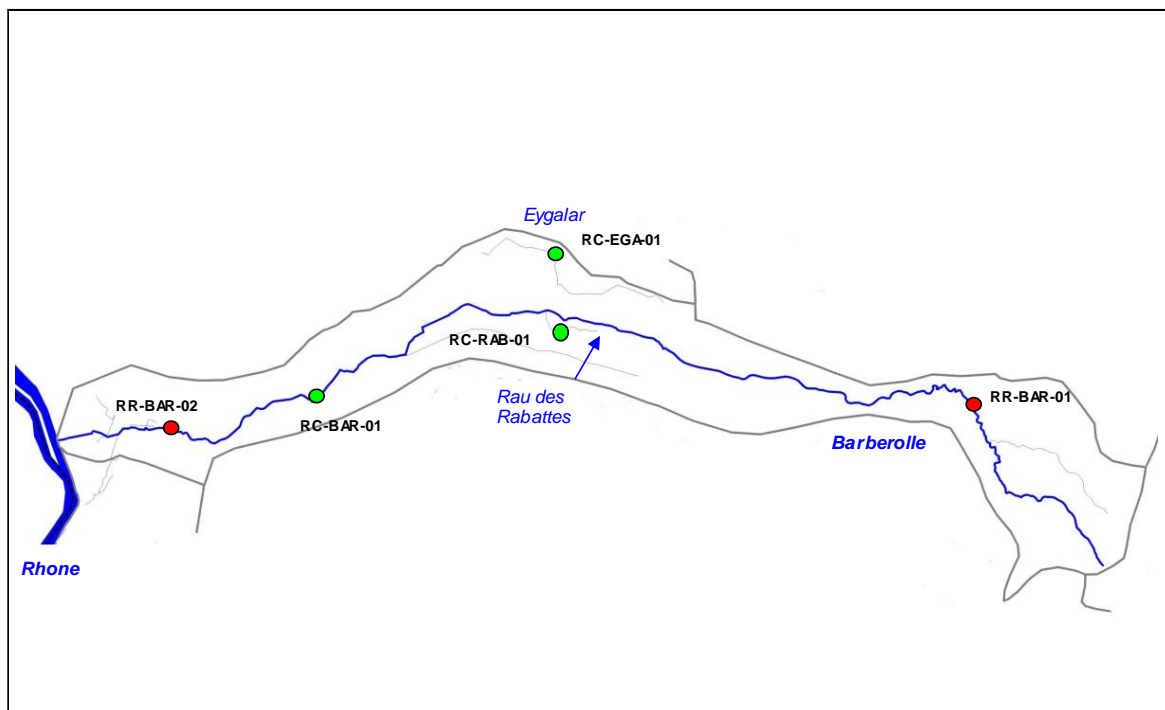 Eygalar
RC-EGA-01
RC-RAB-01
Rau des
Rabattes
RR-BAR-02
RC-BAR-01
RR-BAR-01
Barberolle
Rhone